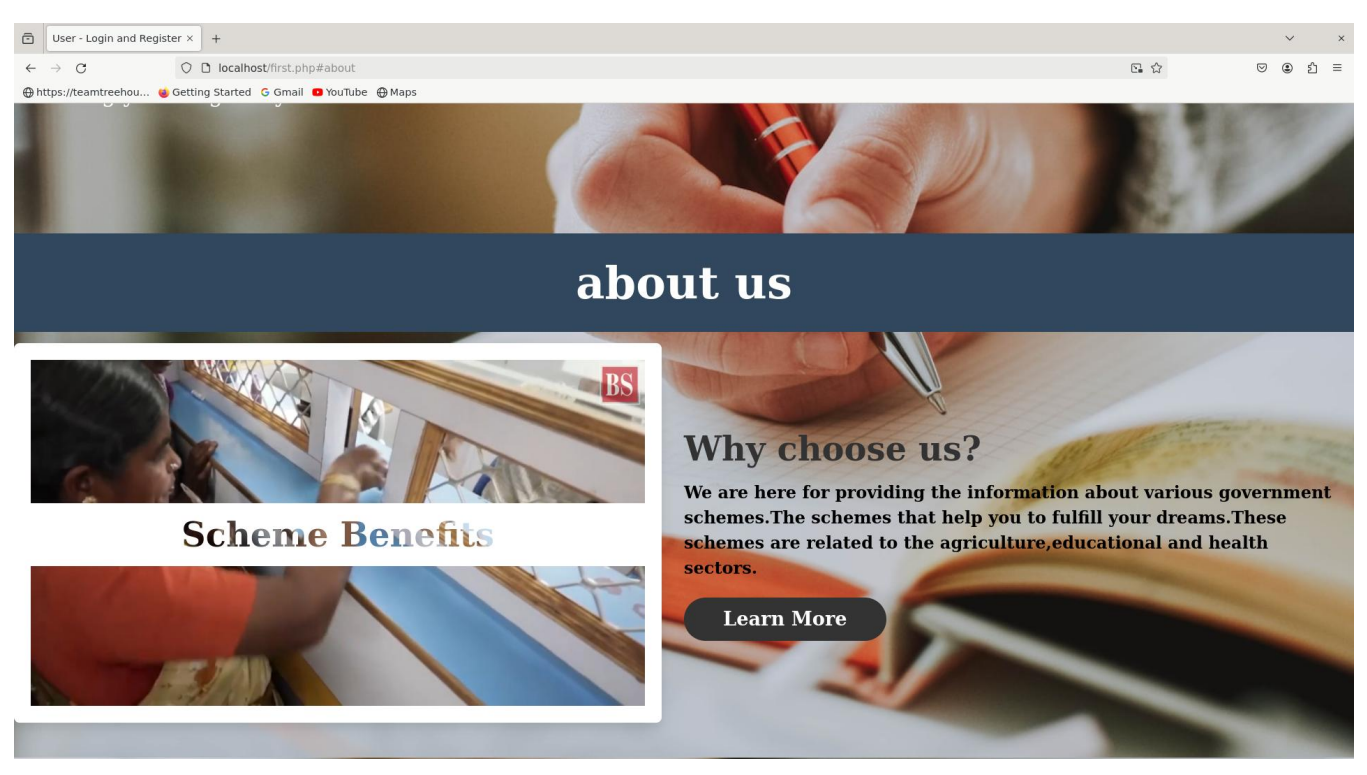 User - Login and Register
localhost/first.php#about
https://teamtreehou... Getting Started G Gmail YouTube Maps
about us
BS
Why choose us?
We are here for providing the information about various government
schemes.The schemes that help you to fulfill your dreams.These
schemes are related to the agriculture,educational and health
sectors.
Scheme Benefits
Learn More